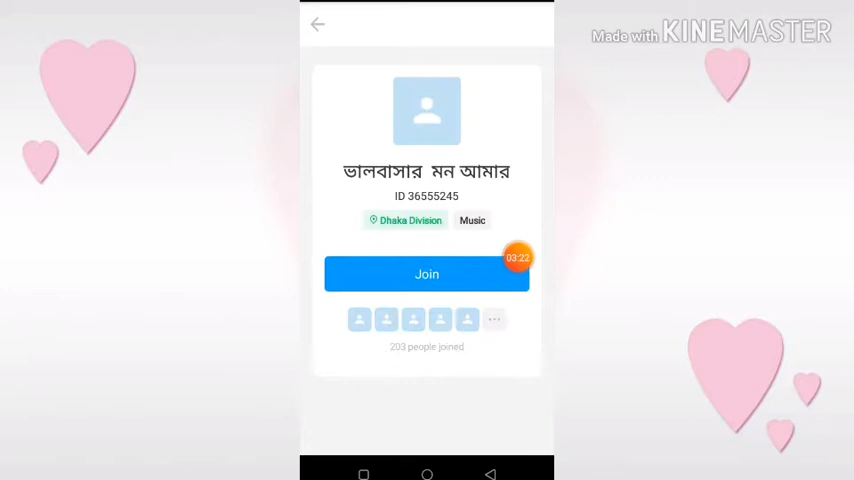 Made with KINEMASTER
ভালবাসার মন আমার
ID 36555245
Dhaka Division Music
03:22
Join
203 people joined